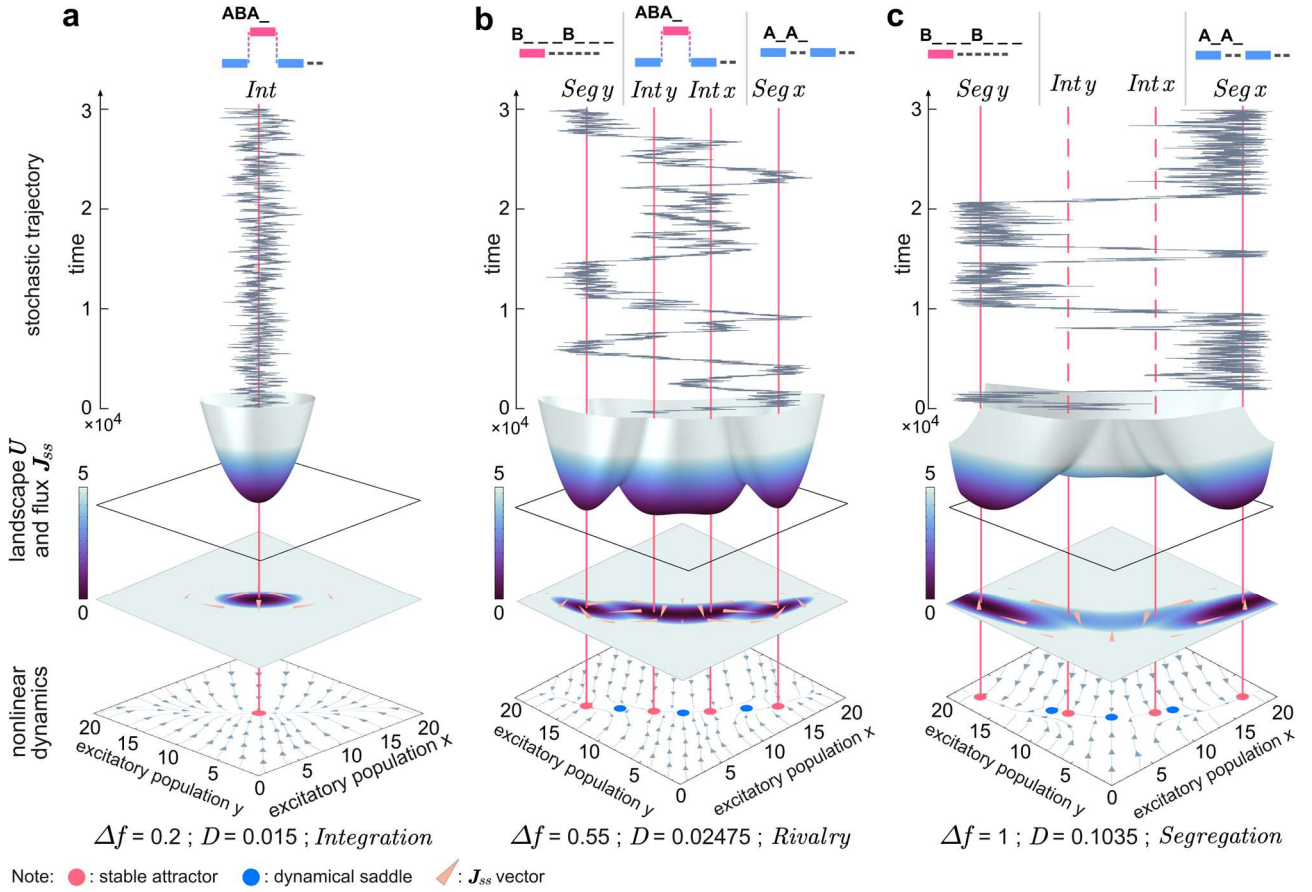 a
ABA_
Int
3
2
1
0
×10⁴
time
stochastic trajectory
b
B_ _ _B_ _ _
ABA_
A_A_
Seg y
Int y
Int x
Seg x
3
2
1
0
×10⁴
time
c
B_ _ _B_ _ _
A_A_
Seg y
Int y
Int x
Seg x
3
2
1
0
×10⁴
time
landscape U
and flux Jss
5
0
5
0
5
0
nonlinear
dynamics
20
15
10
5
0
5
10
15
20
excitatory population y
excitatory population x
20
15
10
5
0
5
10
15
20
excitatory population y
excitatory population x
20
15
10
5
0
5
10
15
20
excitatory population y
excitatory population x
Δf = 0.2 ; D = 0.015 ; Integration
Δf = 0.55 ; D = 0.02475 ; Rivalry
Δf = 1 ; D = 0.1035 ; Segregation
Note: : stable attractor : dynamical saddle : Jss vector